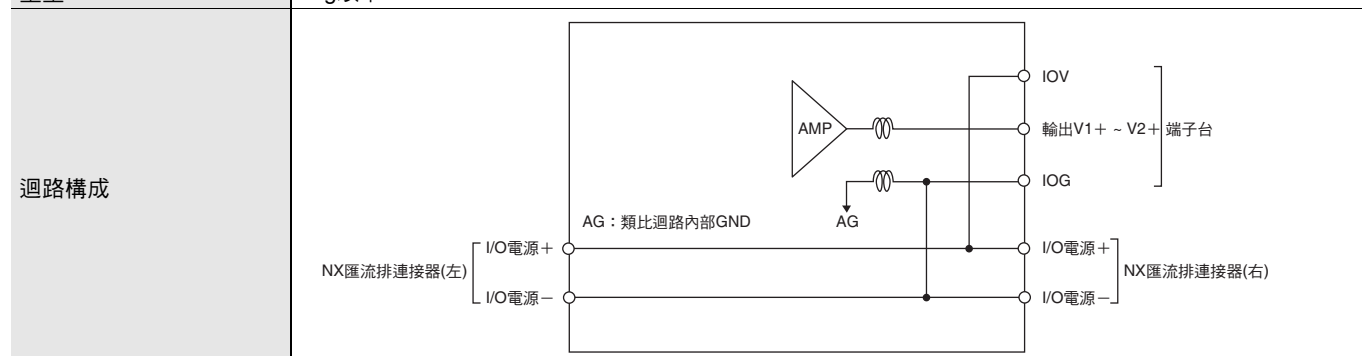 迴路構成
IOV
AMP
輸出V1+ ~ V2+
端子台
IOG
AG：類比迴路內部GND
AG
NX匯流排連接器(左)
I/O電源+
I/O電源－
I/O電源+
I/O電源－
NX匯流排連接器(右)